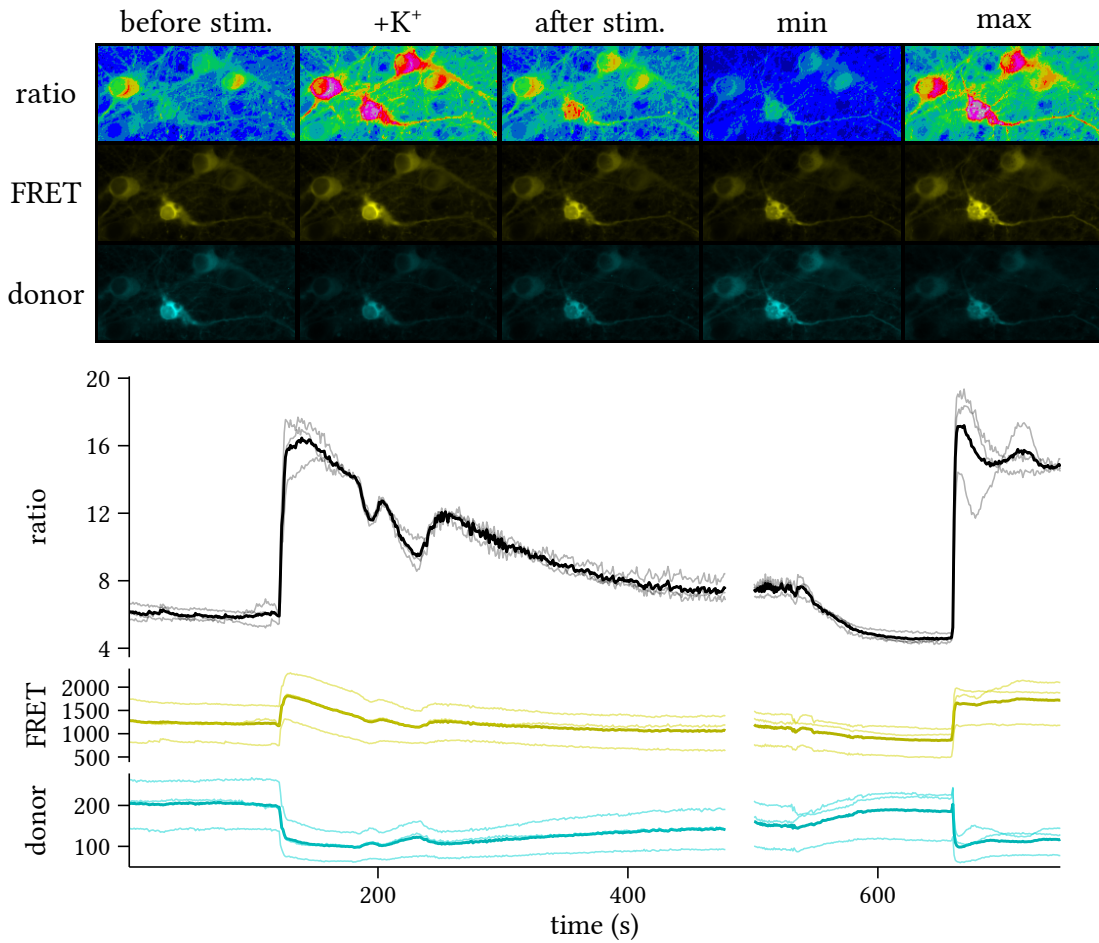 before stim. +K⁺ after stim. min max
ratio
FRET
donor
20
16
12
8
4
ratio
2000
1500
1000
500
FRET
200
100
donor
200 400 600
time (s)